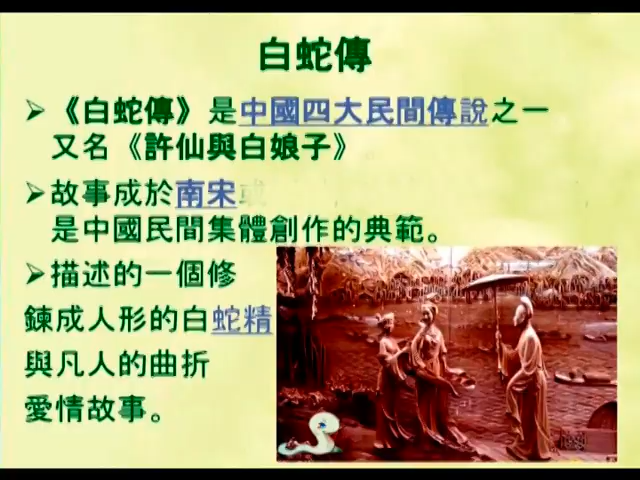 白蛇傳
《白蛇傳》是中國四大民間傳說之一
又名《許仙與白娘子》
故事成於南宋或
是中國民間集體創作的典範。
描述的一個修
鍊成人形的白蛇精
與凡人的曲折
愛情故事。